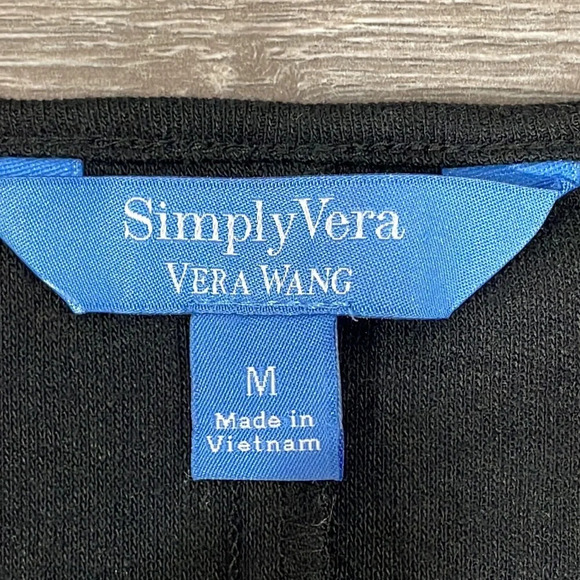 SimplyVera
VERA WANG
M
Made in
Vietnam